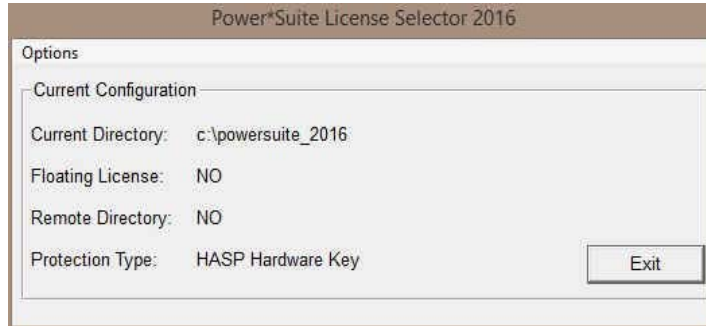 Power*Suite License Selector 2016
Options
Current Configuration
Current Directory: c:\powersuite_2016
Floating License: NO
Remote Directory: NO
Protection Type: HASP Hardware Key
Exit